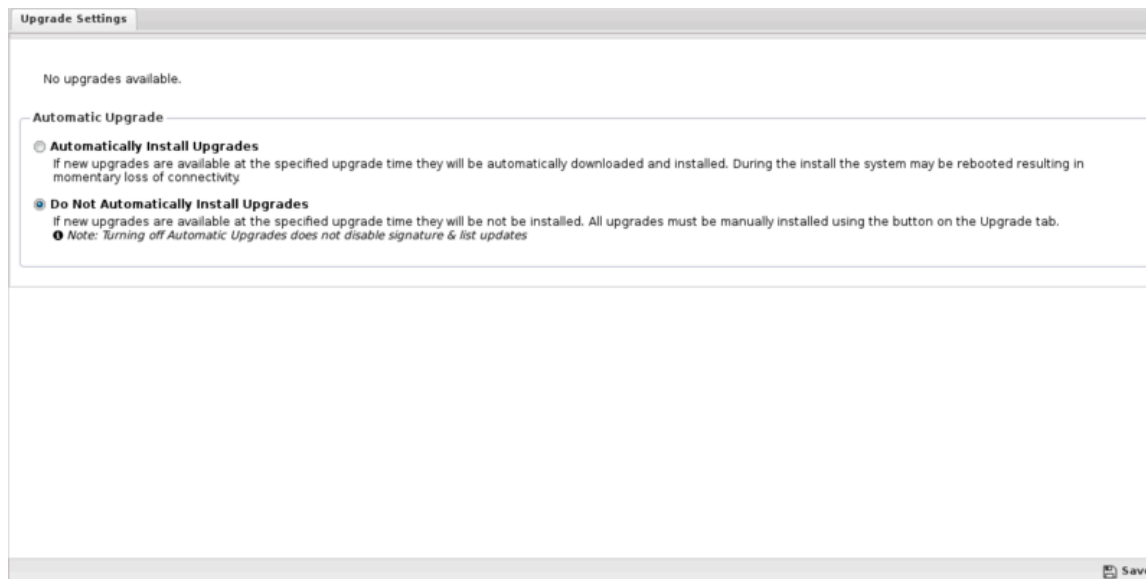 Upgrade Settings
No upgrades available.
Automatic Upgrade
Automatically Install Upgrades
If new upgrades are available at the specified upgrade time they will be automatically downloaded and installed. During the install the system may be rebooted resulting in
momentary loss of connectivity.
Do Not Automatically Install Upgrades
If new upgrades are available at the specified upgrade time they will be not be installed. All upgrades must be manually installed using the button on the Upgrade tab.
Note: Turning off Automatic Upgrades does not disable signature & list updates
Save